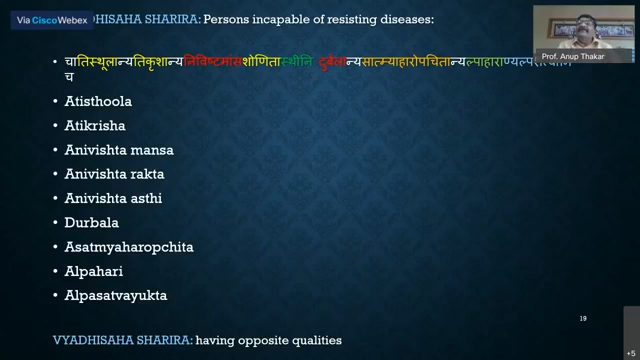 Via Cisco Webex
DHISAHA SHARIRA: Persons incapable of resisting diseases:
Prof. Anup Thakar
• चातिस्थूलान्यतिकृशान्यनिविष्टमांसशोणितास्थीनि दुर्बलान्यसात्म्याहारोपचितान्यल्पाहाराण्यल्पसत्त्वानि
च
• Atisthoola
• Atikrisha
• Anivishta mansa
• Anivishta rakta
• Anivishta asthi
• Durbala
• Asatmyaharopchita
• Alpahari
• Alpasatvayukta
19
VYADHISAHA SHARIRA: having opposite qualities
+5